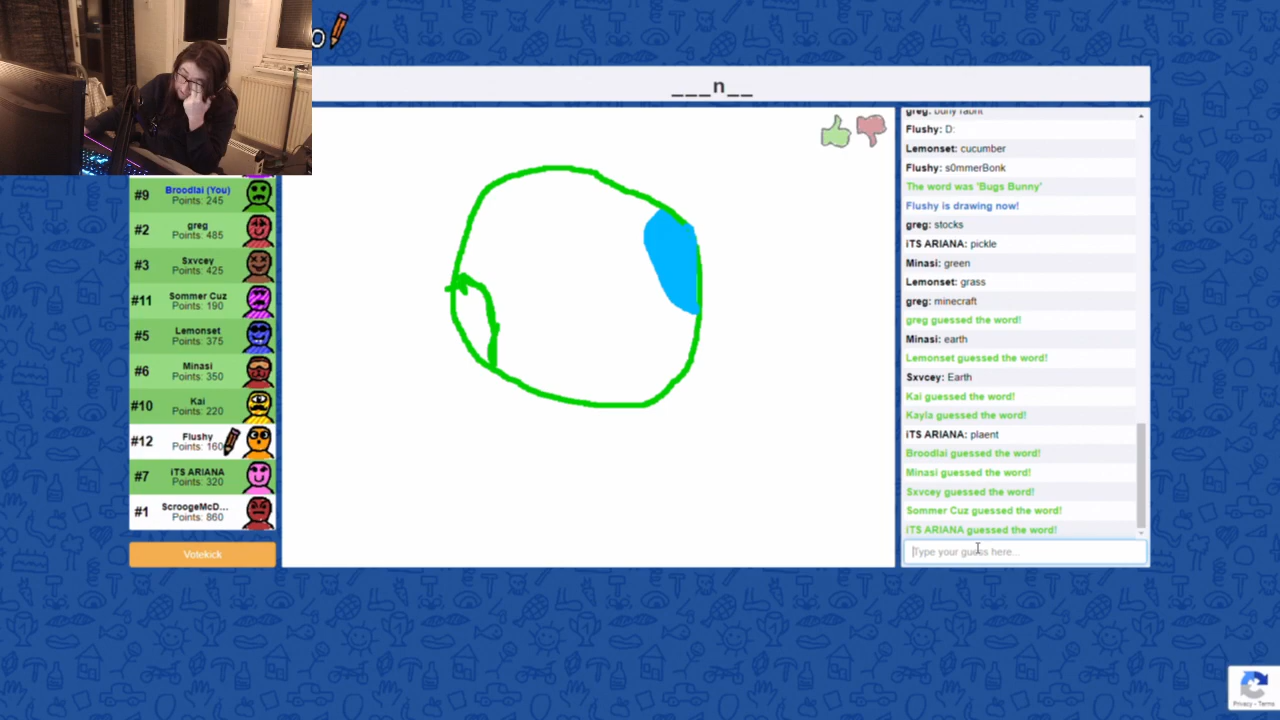 o
___n__
greg: buny rabnt
Flushy: D:
Lemonset: cucumber
Flushy: s0mmerBonk
The word was 'Bugs Bunny'
Flushy is drawing now!
greg: stocks
iTS ARIANA: pickle
Minasi: green
Lemonset: grass
greg: minecraft
greg guessed the word!
Minasi: earth
Lemonset guessed the word!
Sxvcey: Earth
Kai guessed the word!
Kayla guessed the word!
iTS ARIANA: plaent
Broodlai guessed the word!
Minasi guessed the word!
Sxvcey guessed the word!
Sommer Cuz guessed the word!
iTS ARIANA guessed the word!
Type your guess here...
#9 Broodlai (You)
Points: 245
#2 greg
Points: 485
#3 Sxvcey
Points: 425
#11 Sommer Cuz
Points: 190
#5 Lemonset
Points: 375
#6 Minasi
Points: 350
#10 Kai
Points: 220
#12 Flushy
Points: 160
#7 iTS ARIANA
Points: 320
#1 ScroogeMcD...
Points: 860
Votekick
Privacy - Terms